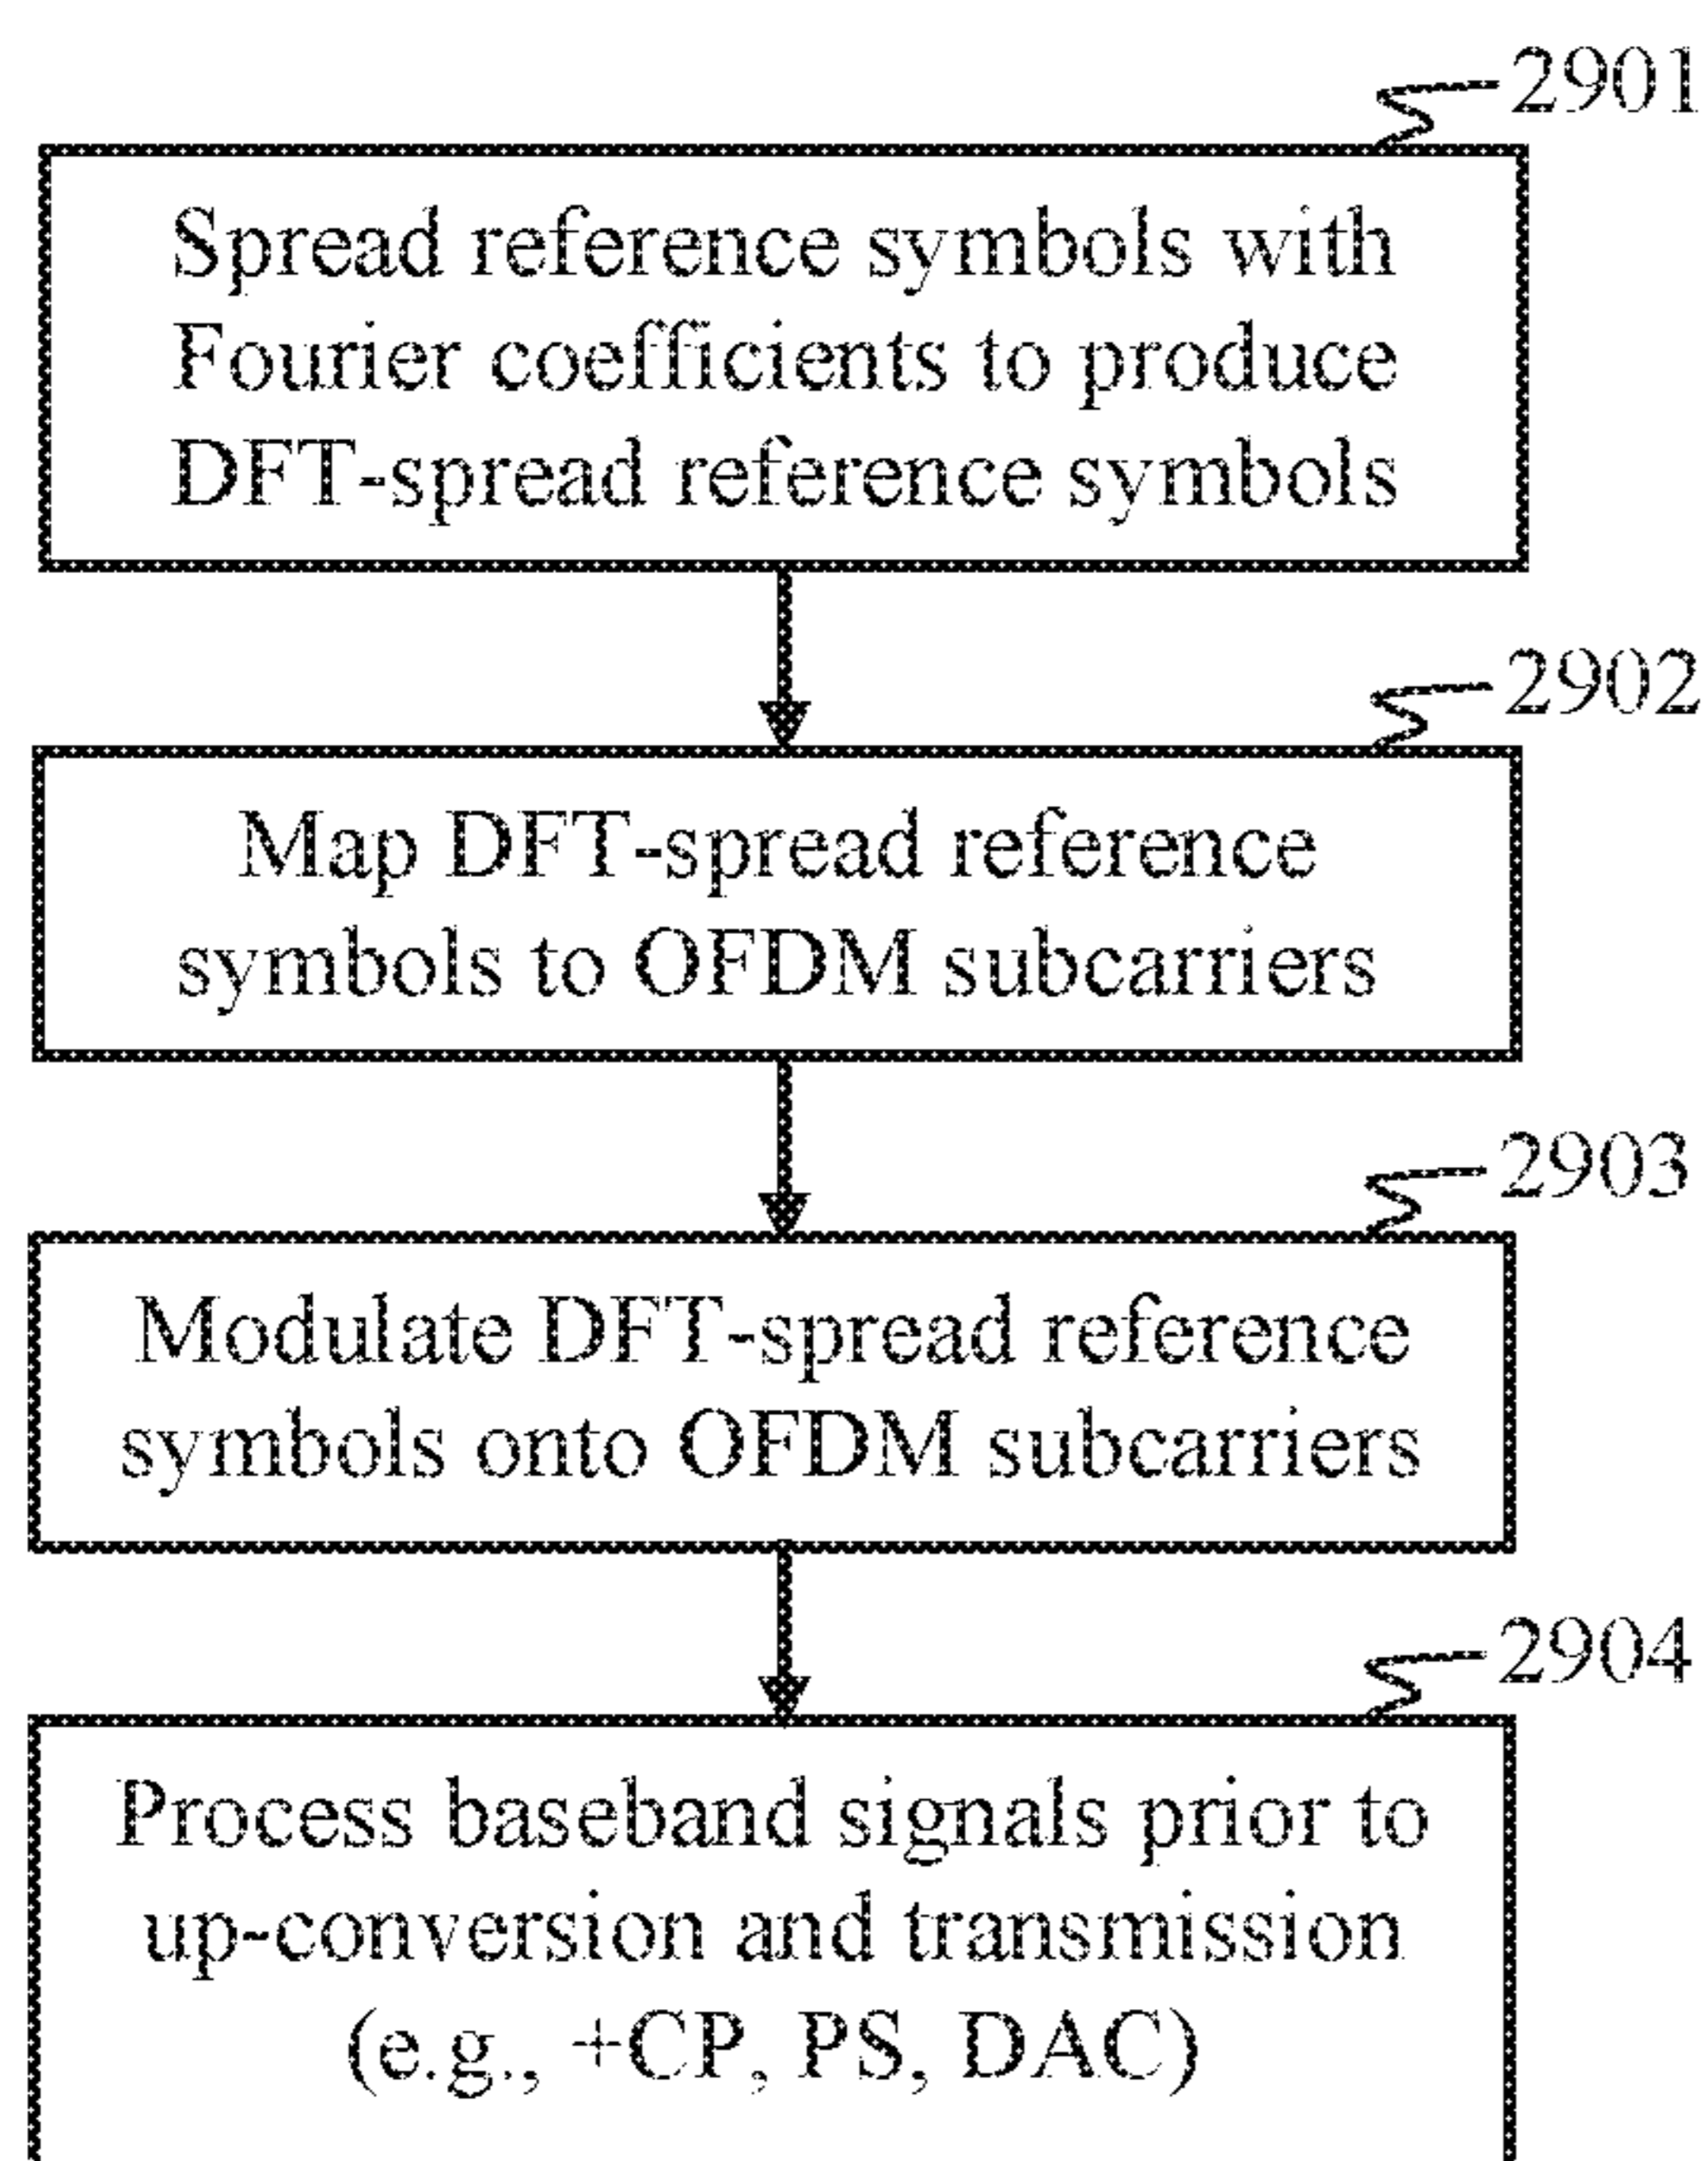 2901
Spread reference symbols with
Fourier coefficients to produce
DFT-spread reference symbols
2902
Map DFT-spread reference
symbols to OFDM subcarriers
2903
Modulate DFT-spread reference
symbols onto OFDM subcarriers
2904
Process baseband signals prior to
up-conversion and transmission
(e.g., +CP, PS, DAC)